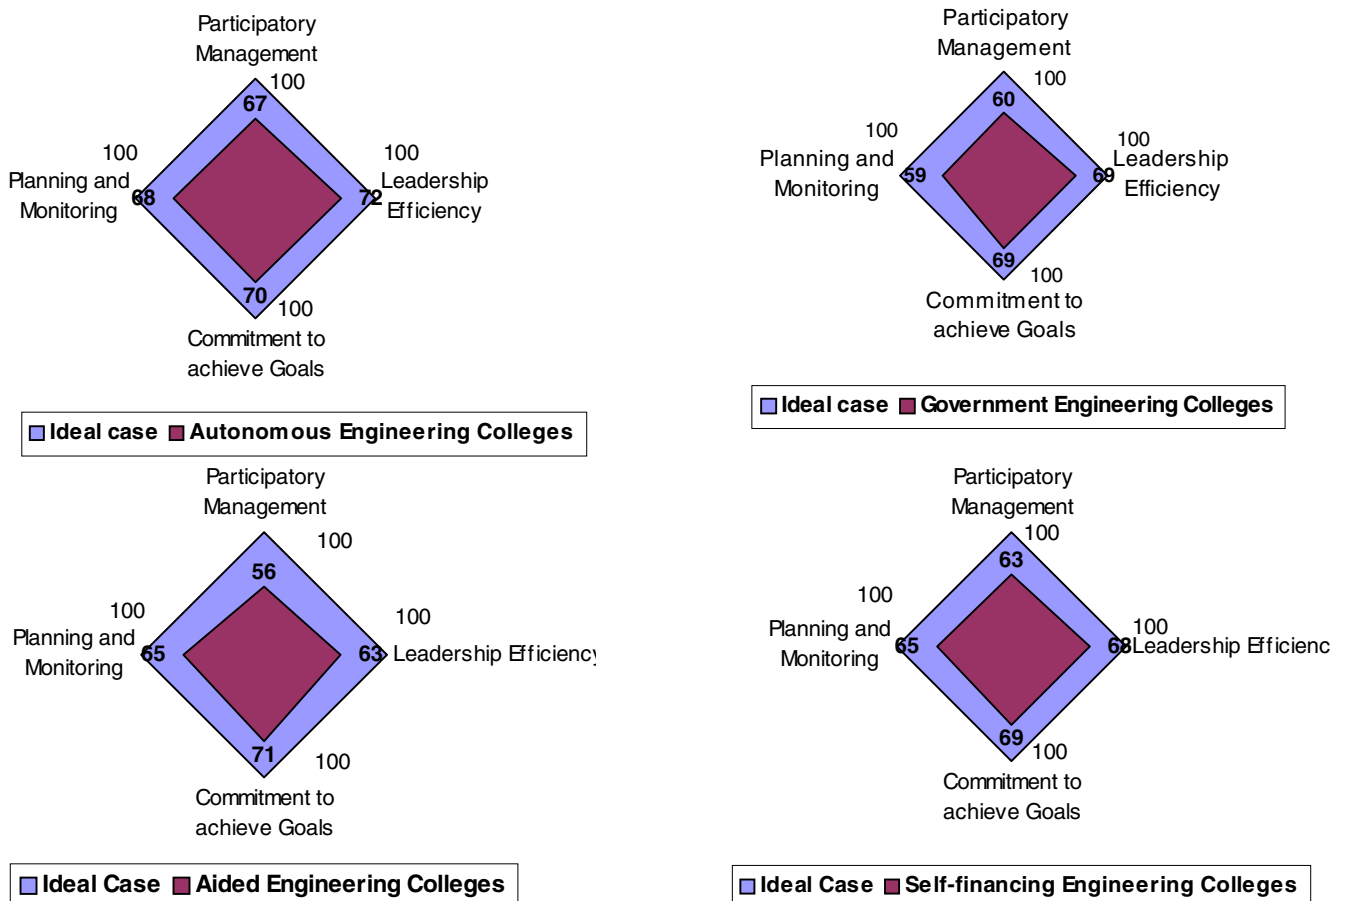 Participatory
Management
100
67
100
Planning and
Monitoring
68
100
72
Leadership
Efficiency
70
100
Commitment to
achieve Goals
Ideal case Autonomous Engineering Colleges
Participatory
Management
100
60
100
Planning and
Monitoring
59
100
69
Leadership
Efficiency
69
100
Commitment to
achieve Goals
Ideal case Government Engineering Colleges
Participatory
Management
100
56
100
Planning and
Monitoring
65
100
63
Leadership Efficiency
71
100
Commitment to
achieve Goals
Ideal Case Aided Engineering Colleges
Participatory
Management
100
63
100
Planning and
Monitoring
65
100
68
Leadership Efficienc
69
100
Commitment to
achieve Goals
Ideal Case Self-financing Engineering Colleges